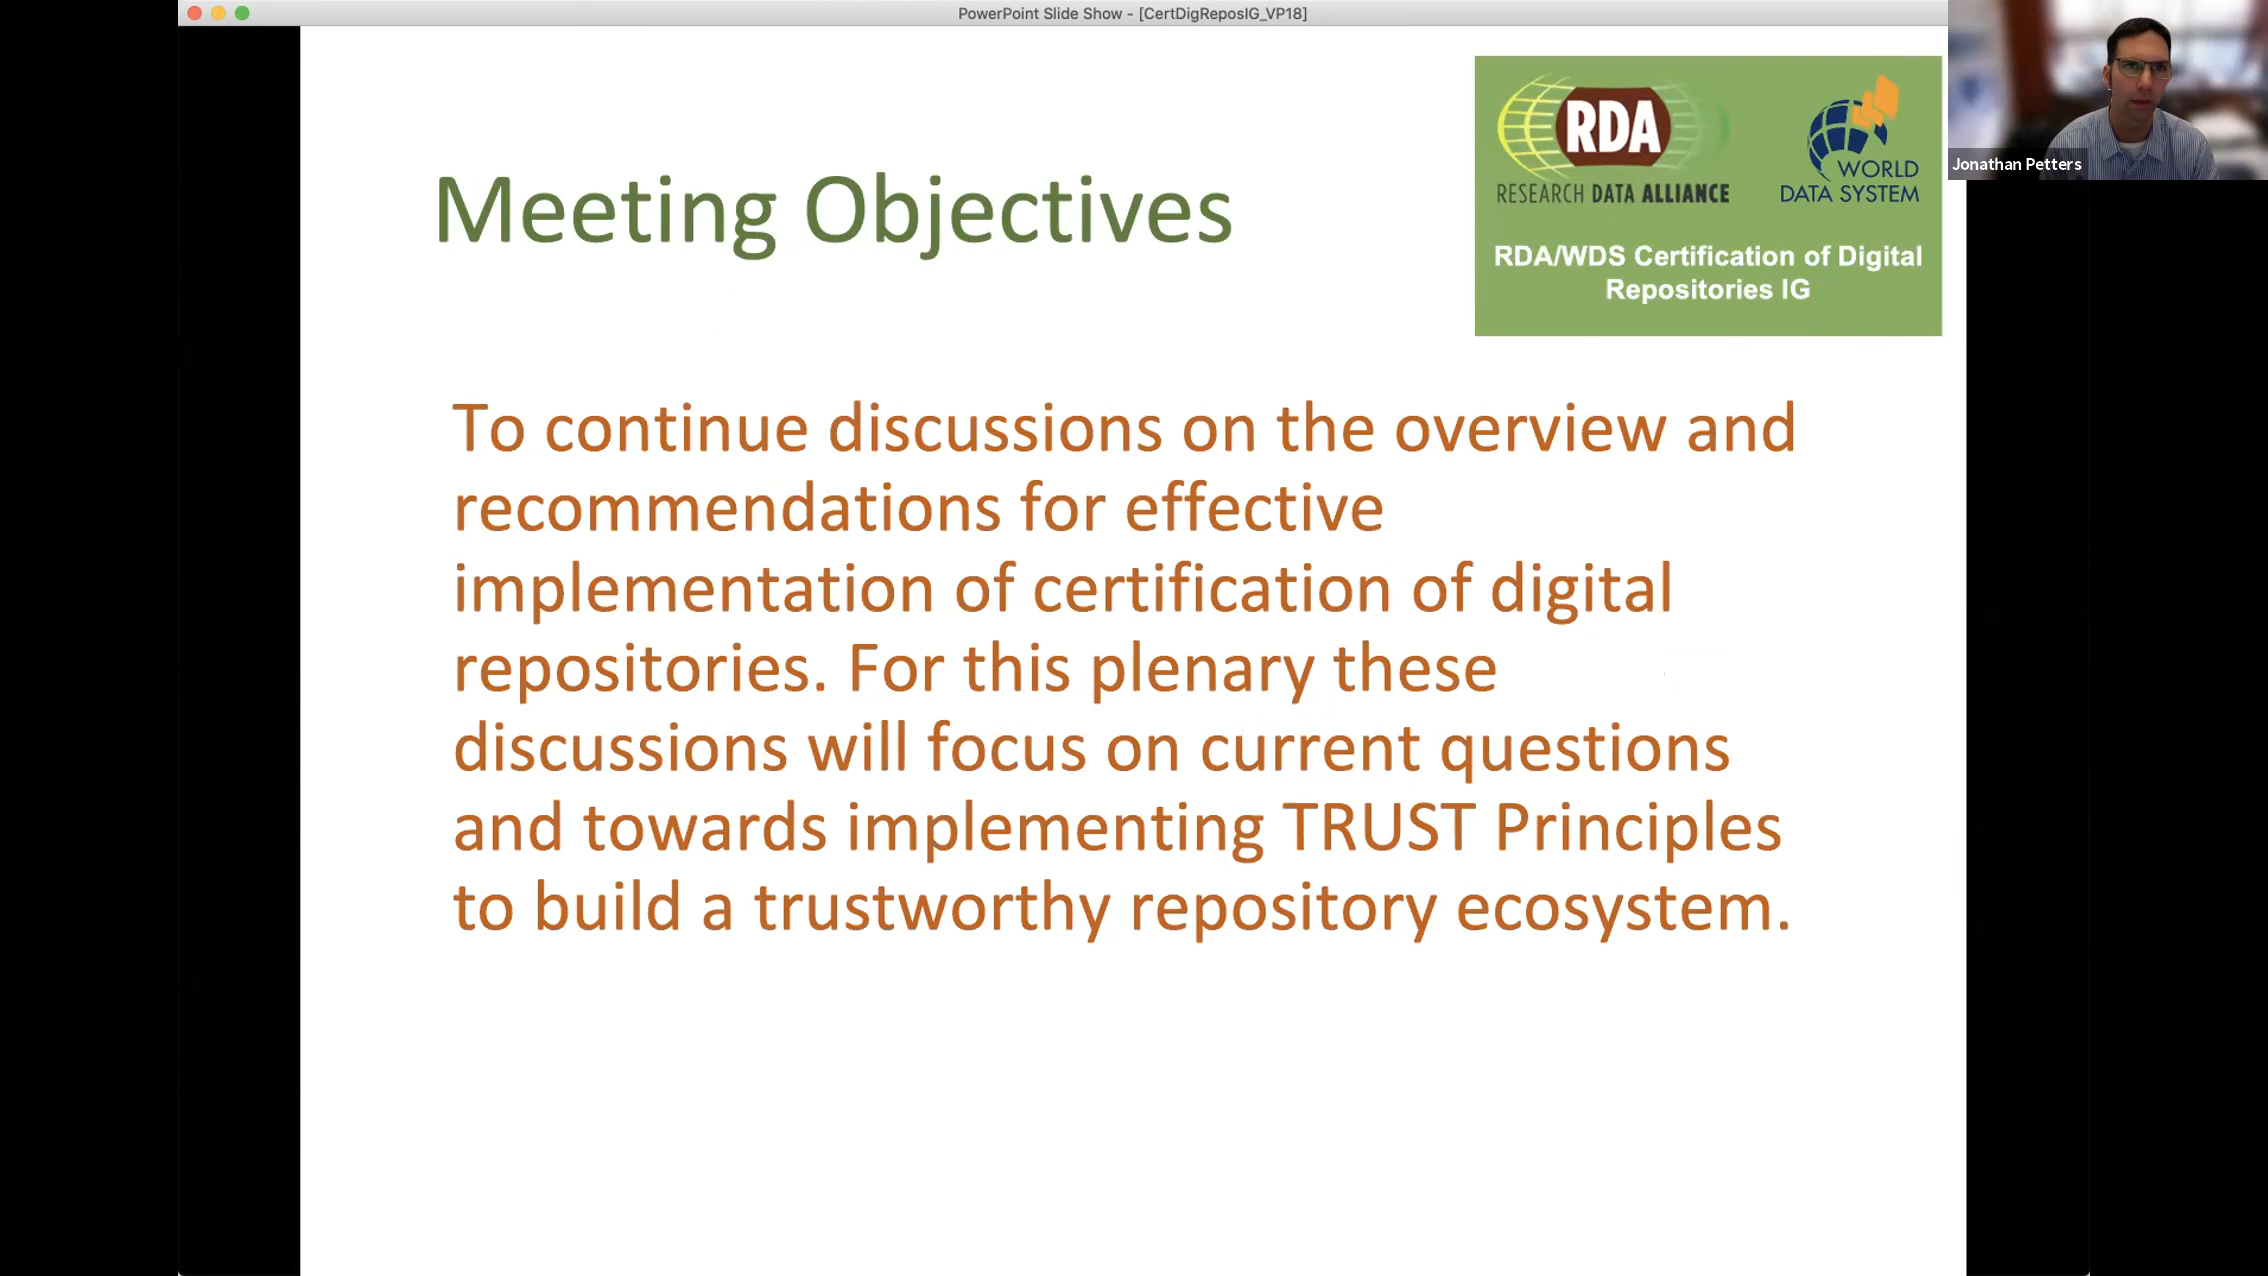 PowerPoint Slide Show - [CertDigReposIG_VP18]
Jonathan Petters
RDA
RESEARCH DATA ALLIANCE
WORLD
DATA SYSTEM
RDA/WDS Certification of Digital
Repositories IG
Meeting Objectives
To continue discussions on the overview and
recommendations for effective
implementation of certification of digital
repositories. For this plenary these
discussions will focus on current questions
and towards implementing TRUST Principles
to build a trustworthy repository ecosystem.